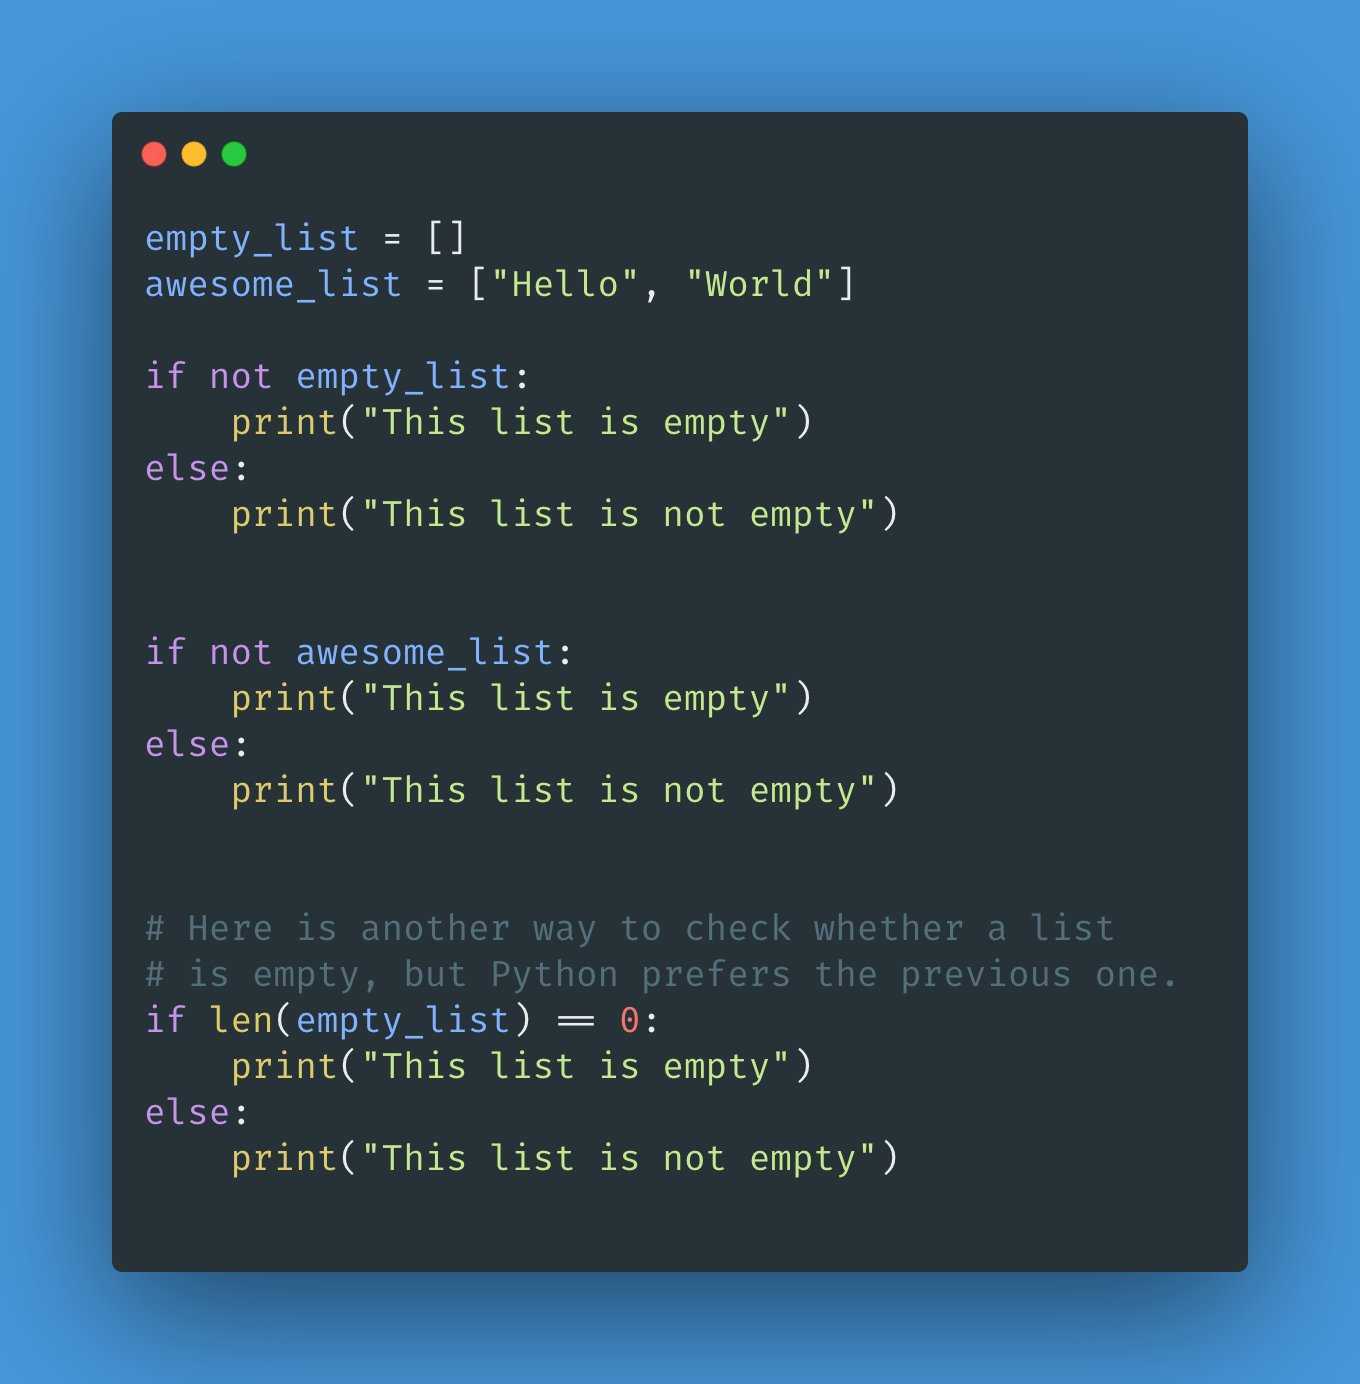 empty_list = []
awesome_list = ["Hello", "World"]
if not empty_list:
    print("This list is empty")
else:
    print("This list is not empty")
if not awesome_list:
    print("This list is empty")
else:
    print("This list is not empty")
# Here is another way to check whether a list
# is empty, but Python prefers the previous one.
if len(empty_list) == 0:
    print("This list is empty")
else:
    print("This list is not empty")